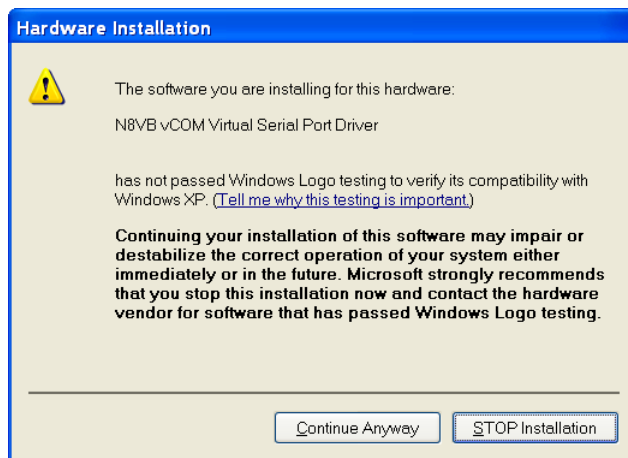 Hardware Installation
The software you are installing for this hardware:
N8VB vCOM Virtual Serial Port Driver
has not passed Windows Logo testing to verify its compatibility with
Windows XP. (Tell me why this testing is important.)
Continuing your installation of this software may impair or
destabilize the correct operation of your system either
immediately or in the future. Microsoft strongly recommends
that you stop this installation now and contact the hardware
vendor for software that has passed Windows Logo testing.
Continue Anyway
STOP Installation